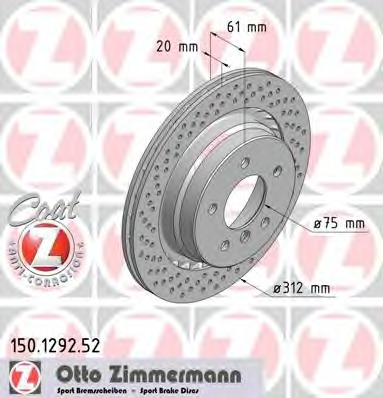 61 mm
20 mm
ø75 mm
ø312 mm
Coat
Z
ANTI-CORROSION
150.1292.52
Z
Otto Zimmermann
Sport Bremsscheiben - Sport Brake Discs